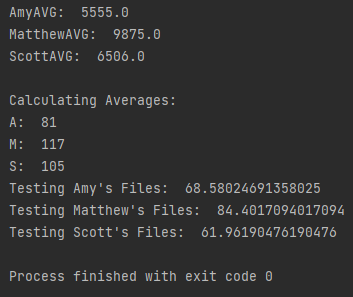 AmyAVG:  5555.0
MatthewAVG:  9875.0
ScottAVG:  6506.0
Calculating Averages:
A:  81
M:  117
S:  105
Testing Amy's Files:  68.58024691358025
Testing Matthew's Files:  84.4017094017094
Testing Scott's Files:  61.96190476190476
Process finished with exit code 0